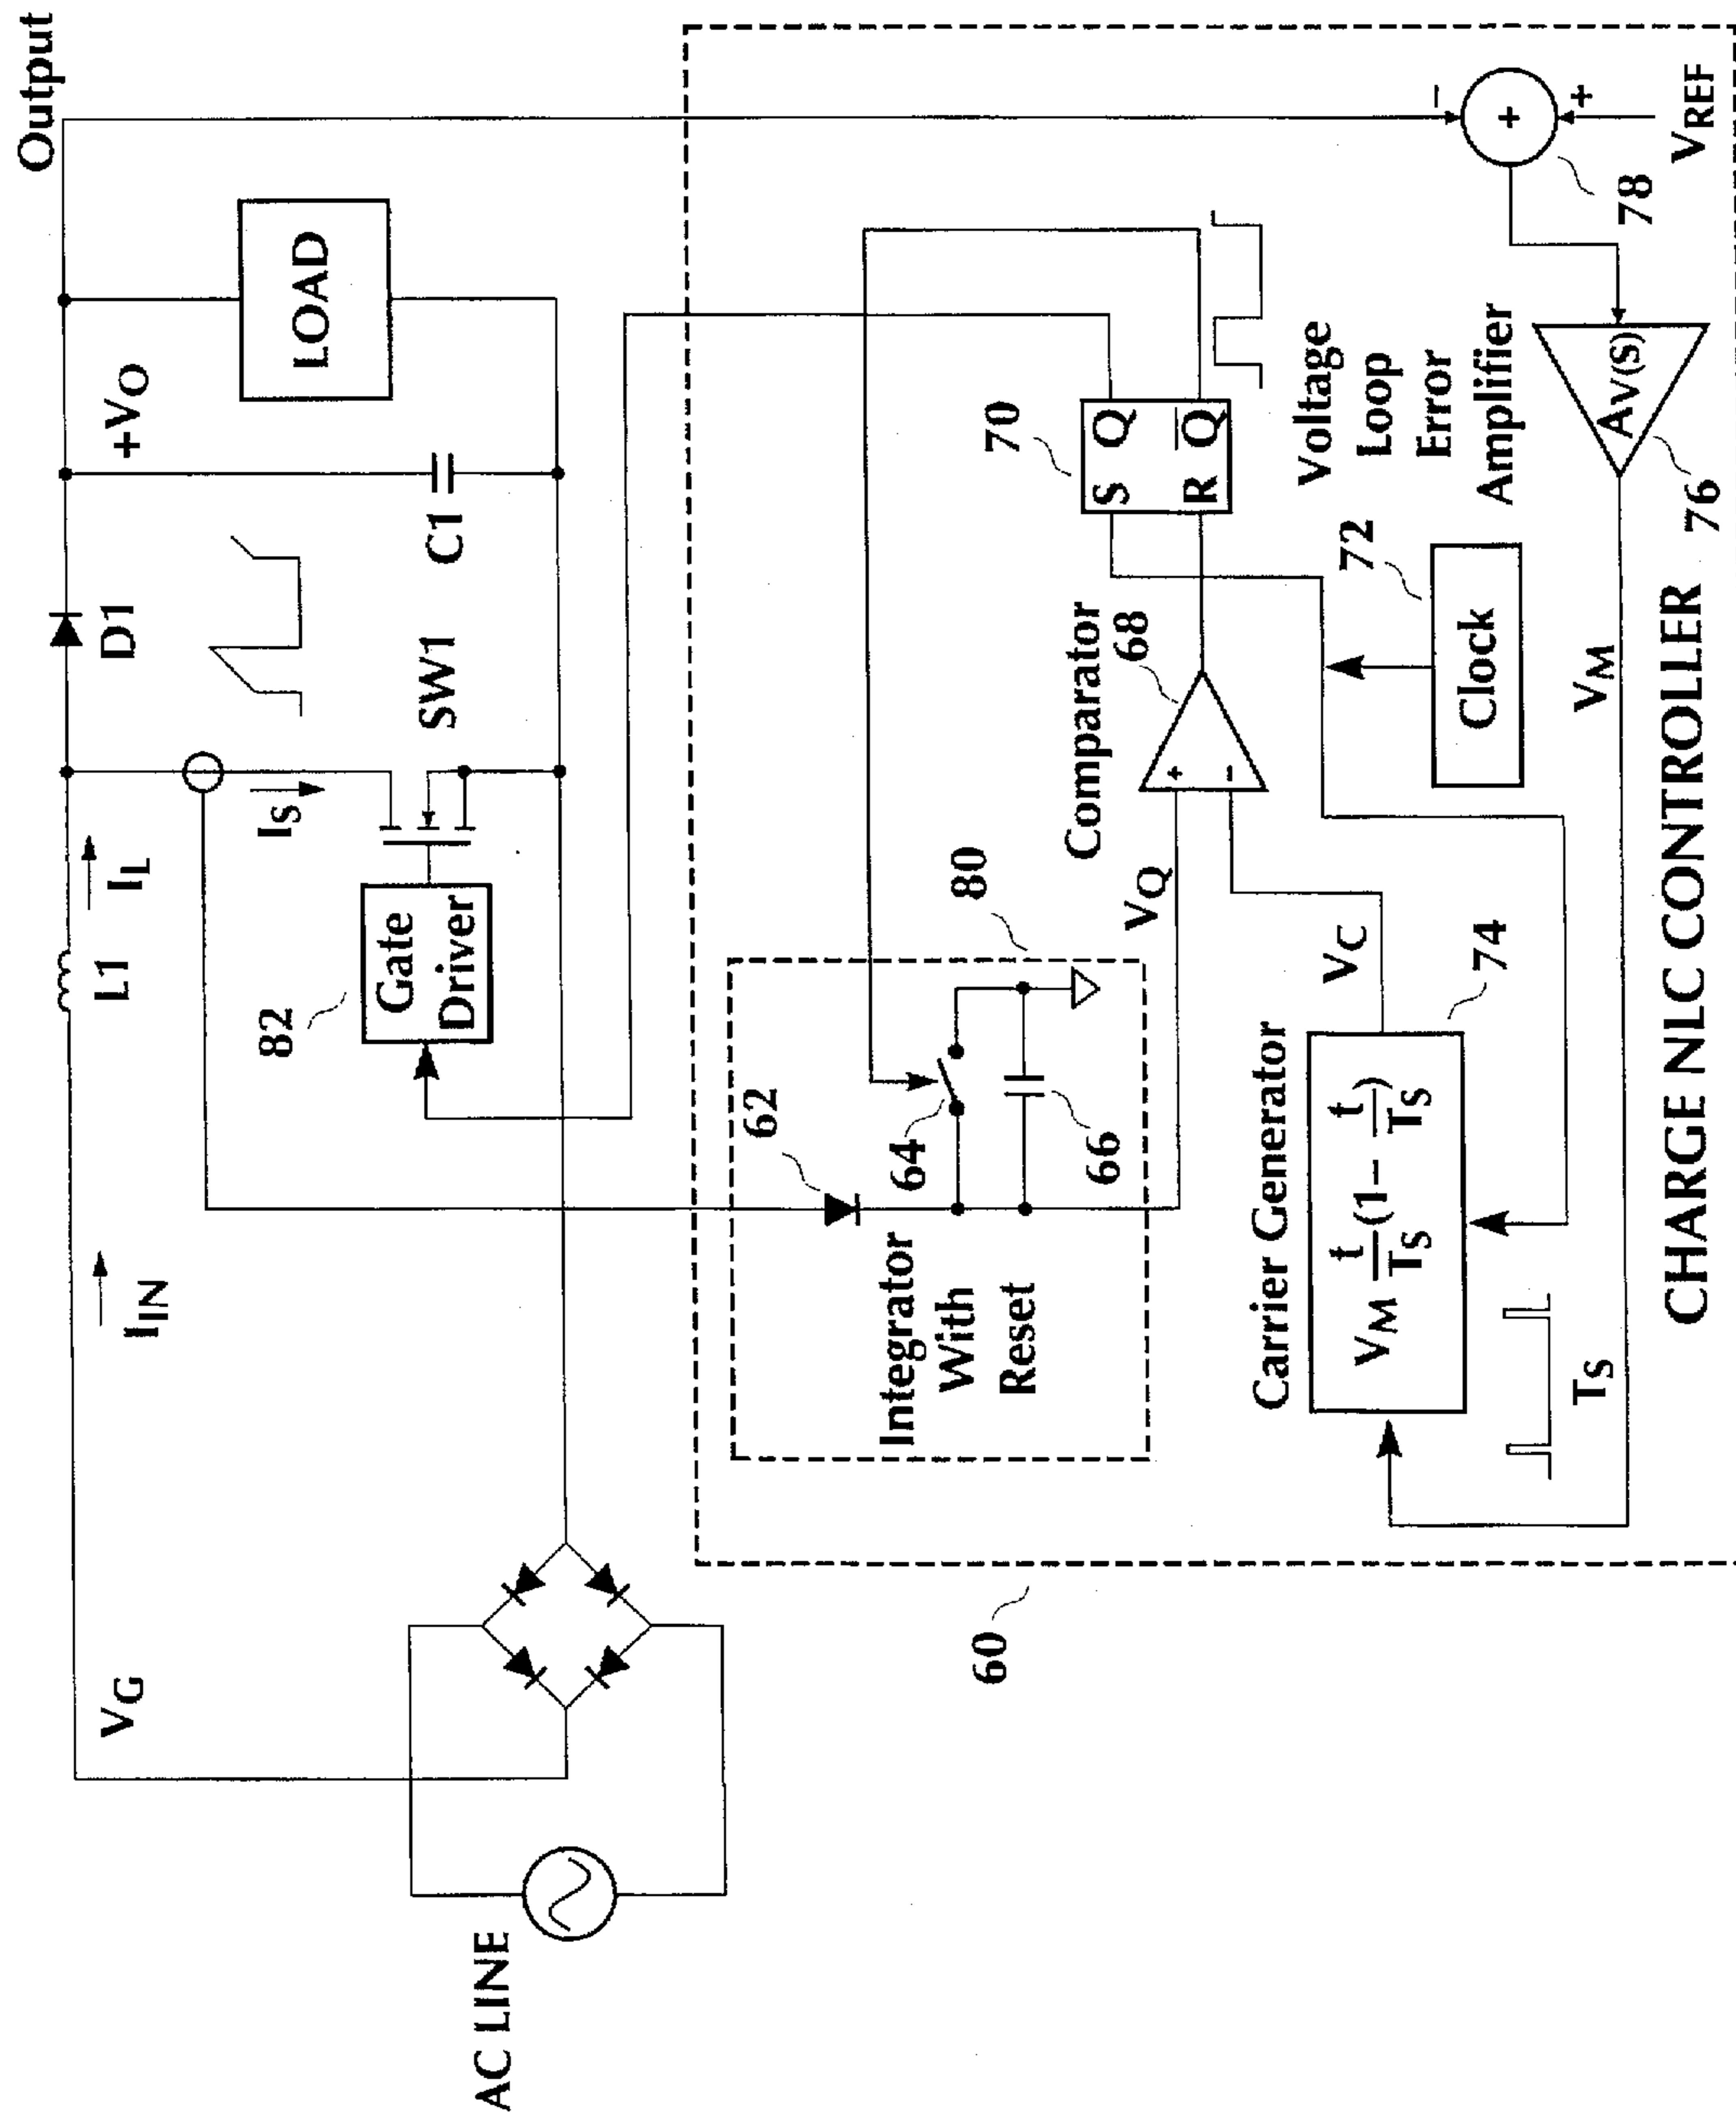 Output
VG
IIN
L1
IL
D1
+VO
LOAD
IS
SW1
C1
82
Gate
Driver
AC LINE
60
62
64
66
80
Integrator
With
Reset
VQ
Comparator
68
+
−
70
S Q
R Q̅
Voltage
Loop
Error
Amplifier
Carrier Generator
VM t/TS (1− t/TS)
VC
74
TS
72
Clock
VM
AV(S)
76
−
+
+
78
VREF
CHARGE NLC CONTROLLER